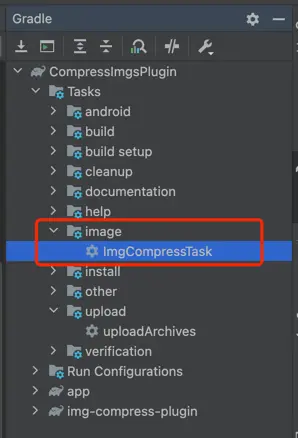 Gradle
CompressImgsPlugin
Tasks
android
build
build setup
cleanup
documentation
help
image
ImgCompressTask
install
other
upload
uploadArchives
verification
Run Configurations
app
img-compress-plugin